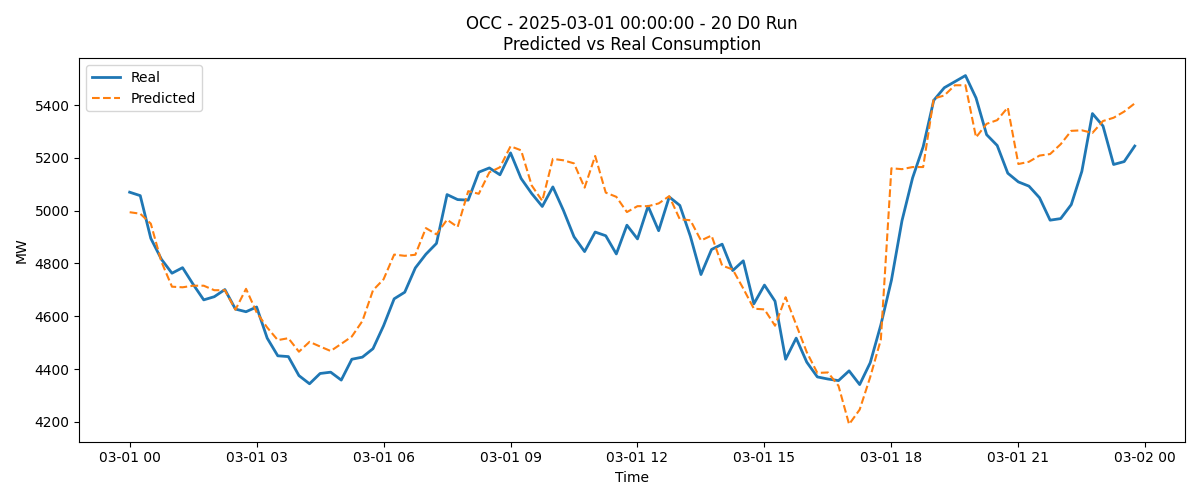 OCC - 2025-03-01 00:00:00 - 20 D0 Run
Predicted vs Real Consumption
Real
Predicted
MW
5400
5200
5000
4800
4600
4400
4200
03-01 00
03-01 03
03-01 06
03-01 09
03-01 12
03-01 15
03-01 18
03-01 21
03-02 00
Time